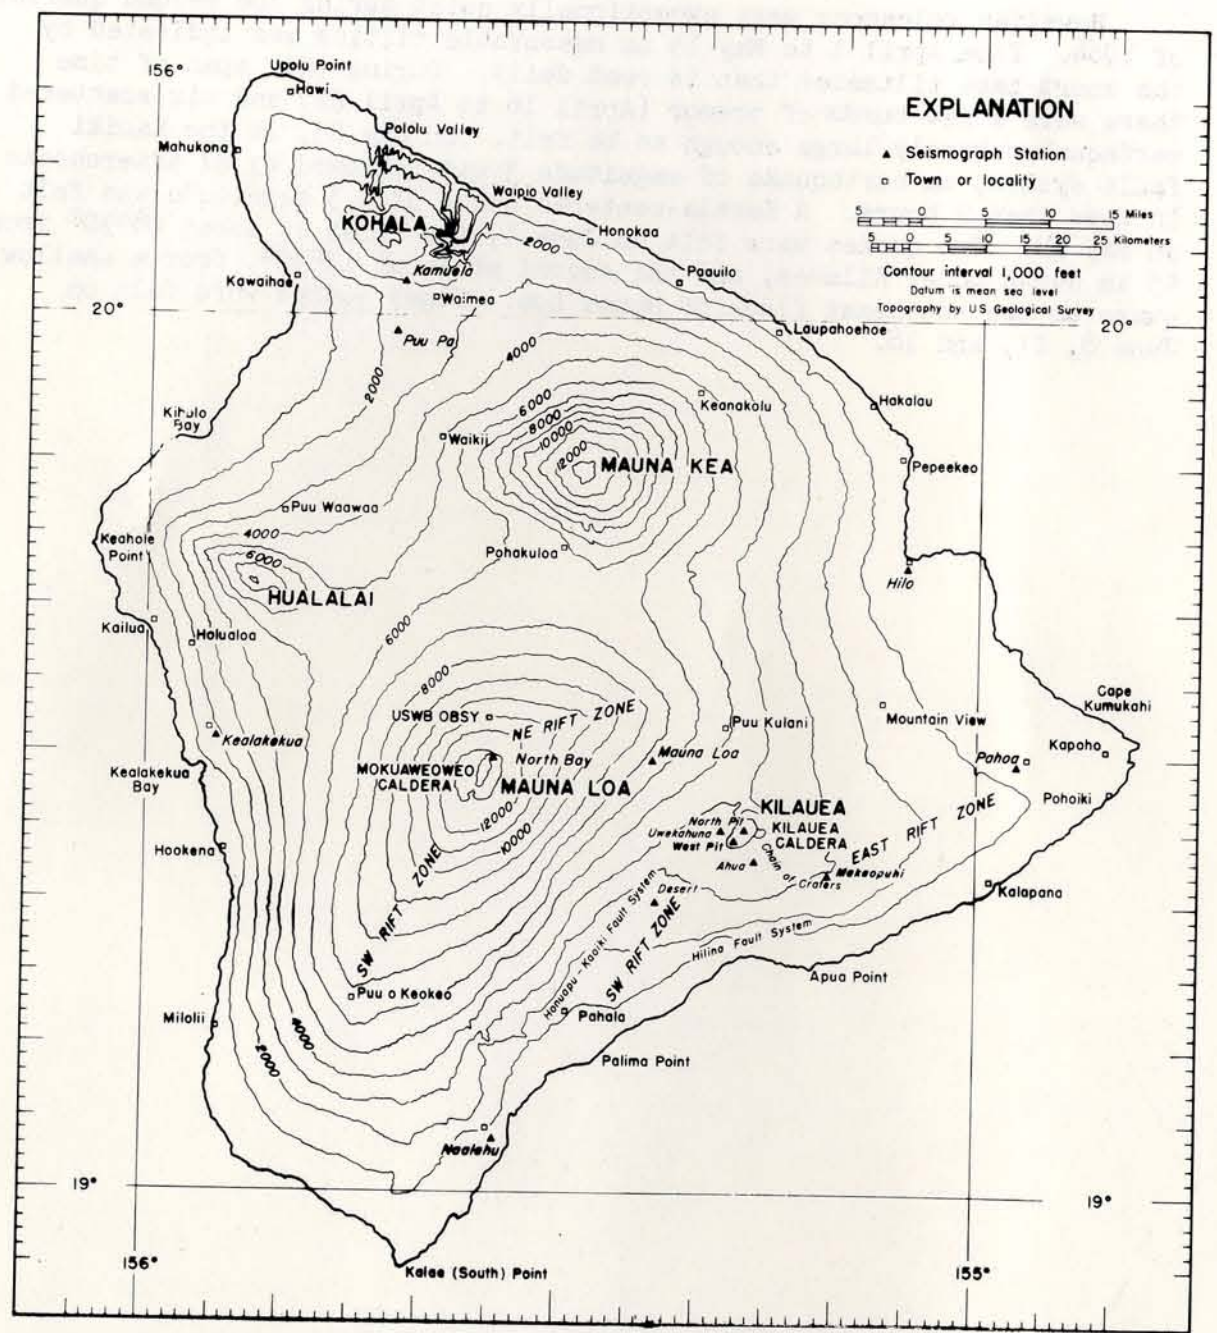 156°
Upolu Point
Hawi
EXPLANATION
Pololu Valley
Mahukona
Seismograph Station
Waipio Valley
Town or locality
KOHALA
5 0 5 10 15 Miles
Honokaa
2000
5 0 5 10 15 20 25 Kilometers
Kamuela
Paauilo
Kawaihae
Contour interval 1,000 feet
Waimea
Datum is mean sea level
20°
Topography by US Geological Survey
20°
Puu Pa
Laupahoehoe
4000
2000
6000
Keanakolu
Hakalau
Bay
8000
Waikii
10000
12000
MAUNA KEA
Pepeekeo
Puu Waawaa
4000
Keahole
Point
6000
Pohakuloa
Hilo
HUALALAI
Kailua
Holualoa
6000
8000
Cape
Kumukahi
USWB OBSY
NE RIFT ZONE
Puu Kulani
Mountain View
Kealakekua
North Bay
Mauna Loa
Pahoa
Kapoho
Kealakekua
Bay
MOKUAWEOWEO
CALDERA
MAUNA LOA
Pohoiki
12000
10000
KILAUEA
North Pit
KILAUEA
CALDERA
Uwekahuna
West Pit
EAST RIFT ZONE
Hookena
Ahua
Chain of Craters
Makaopuhi
Kalapana
SW RIFT ZONE
Desert
Honuapu - Kaoiki Fault System
SW RIFT ZONE
Hilina Fault System
Apua Point
Puu o Keokeo
Milolii
4000
Pahala
2000
Palima Point
Naalehu
19°
19°
156°
Kalae (South) Point
155°